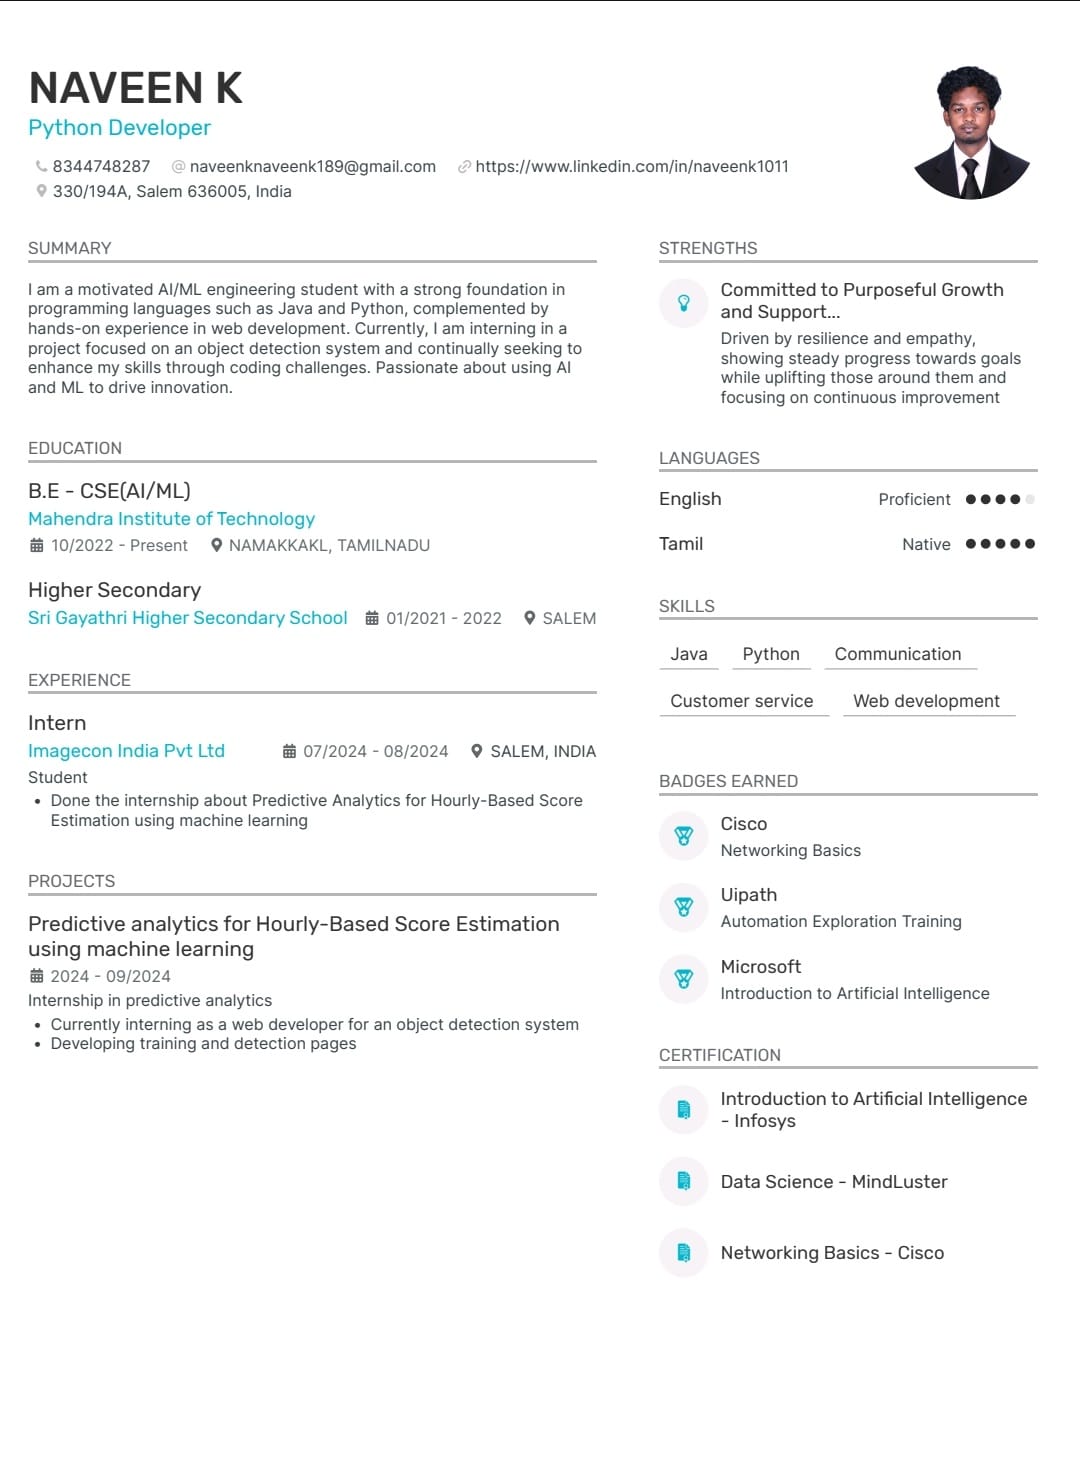 NAVEEN K
Python Developer
8344748287 @ naveenknaveenk189@gmail.com https://www.linkedin.com/in/naveenk1011
330/194A, Salem 636005, India
SUMMARY
I am a motivated AI/ML engineering student with a strong foundation in
programming languages such as Java and Python, complemented by
hands-on experience in web development. Currently, I am interning in a
project focused on an object detection system and continually seeking to
enhance my skills through coding challenges. Passionate about using AI
and ML to drive innovation.
EDUCATION
B.E - CSE(AI/ML)
Mahendra Institute of Technology
10/2022 - Present NAMAKKAKL, TAMILNADU
Higher Secondary
Sri Gayathri Higher Secondary School 01/2021 - 2022 SALEM
EXPERIENCE
Intern
Imagecon India Pvt Ltd 07/2024 - 08/2024 SALEM, INDIA
Student
• Done the internship about Predictive Analytics for Hourly-Based Score
Estimation using machine learning
PROJECTS
Predictive analytics for Hourly-Based Score Estimation
using machine learning
2024 - 09/2024
Internship in predictive analytics
• Currently interning as a web developer for an object detection system
• Developing training and detection pages
STRENGTHS
Committed to Purposeful Growth
and Support...
Driven by resilience and empathy,
showing steady progress towards goals
while uplifting those around them and
focusing on continuous improvement
LANGUAGES
English Proficient
Tamil Native
SKILLS
Java Python Communication
Customer service Web development
BADGES EARNED
Cisco
Networking Basics
Uipath
Automation Exploration Training
Microsoft
Introduction to Artificial Intelligence
CERTIFICATION
Introduction to Artificial Intelligence
- Infosys
Data Science - MindLuster
Networking Basics - Cisco